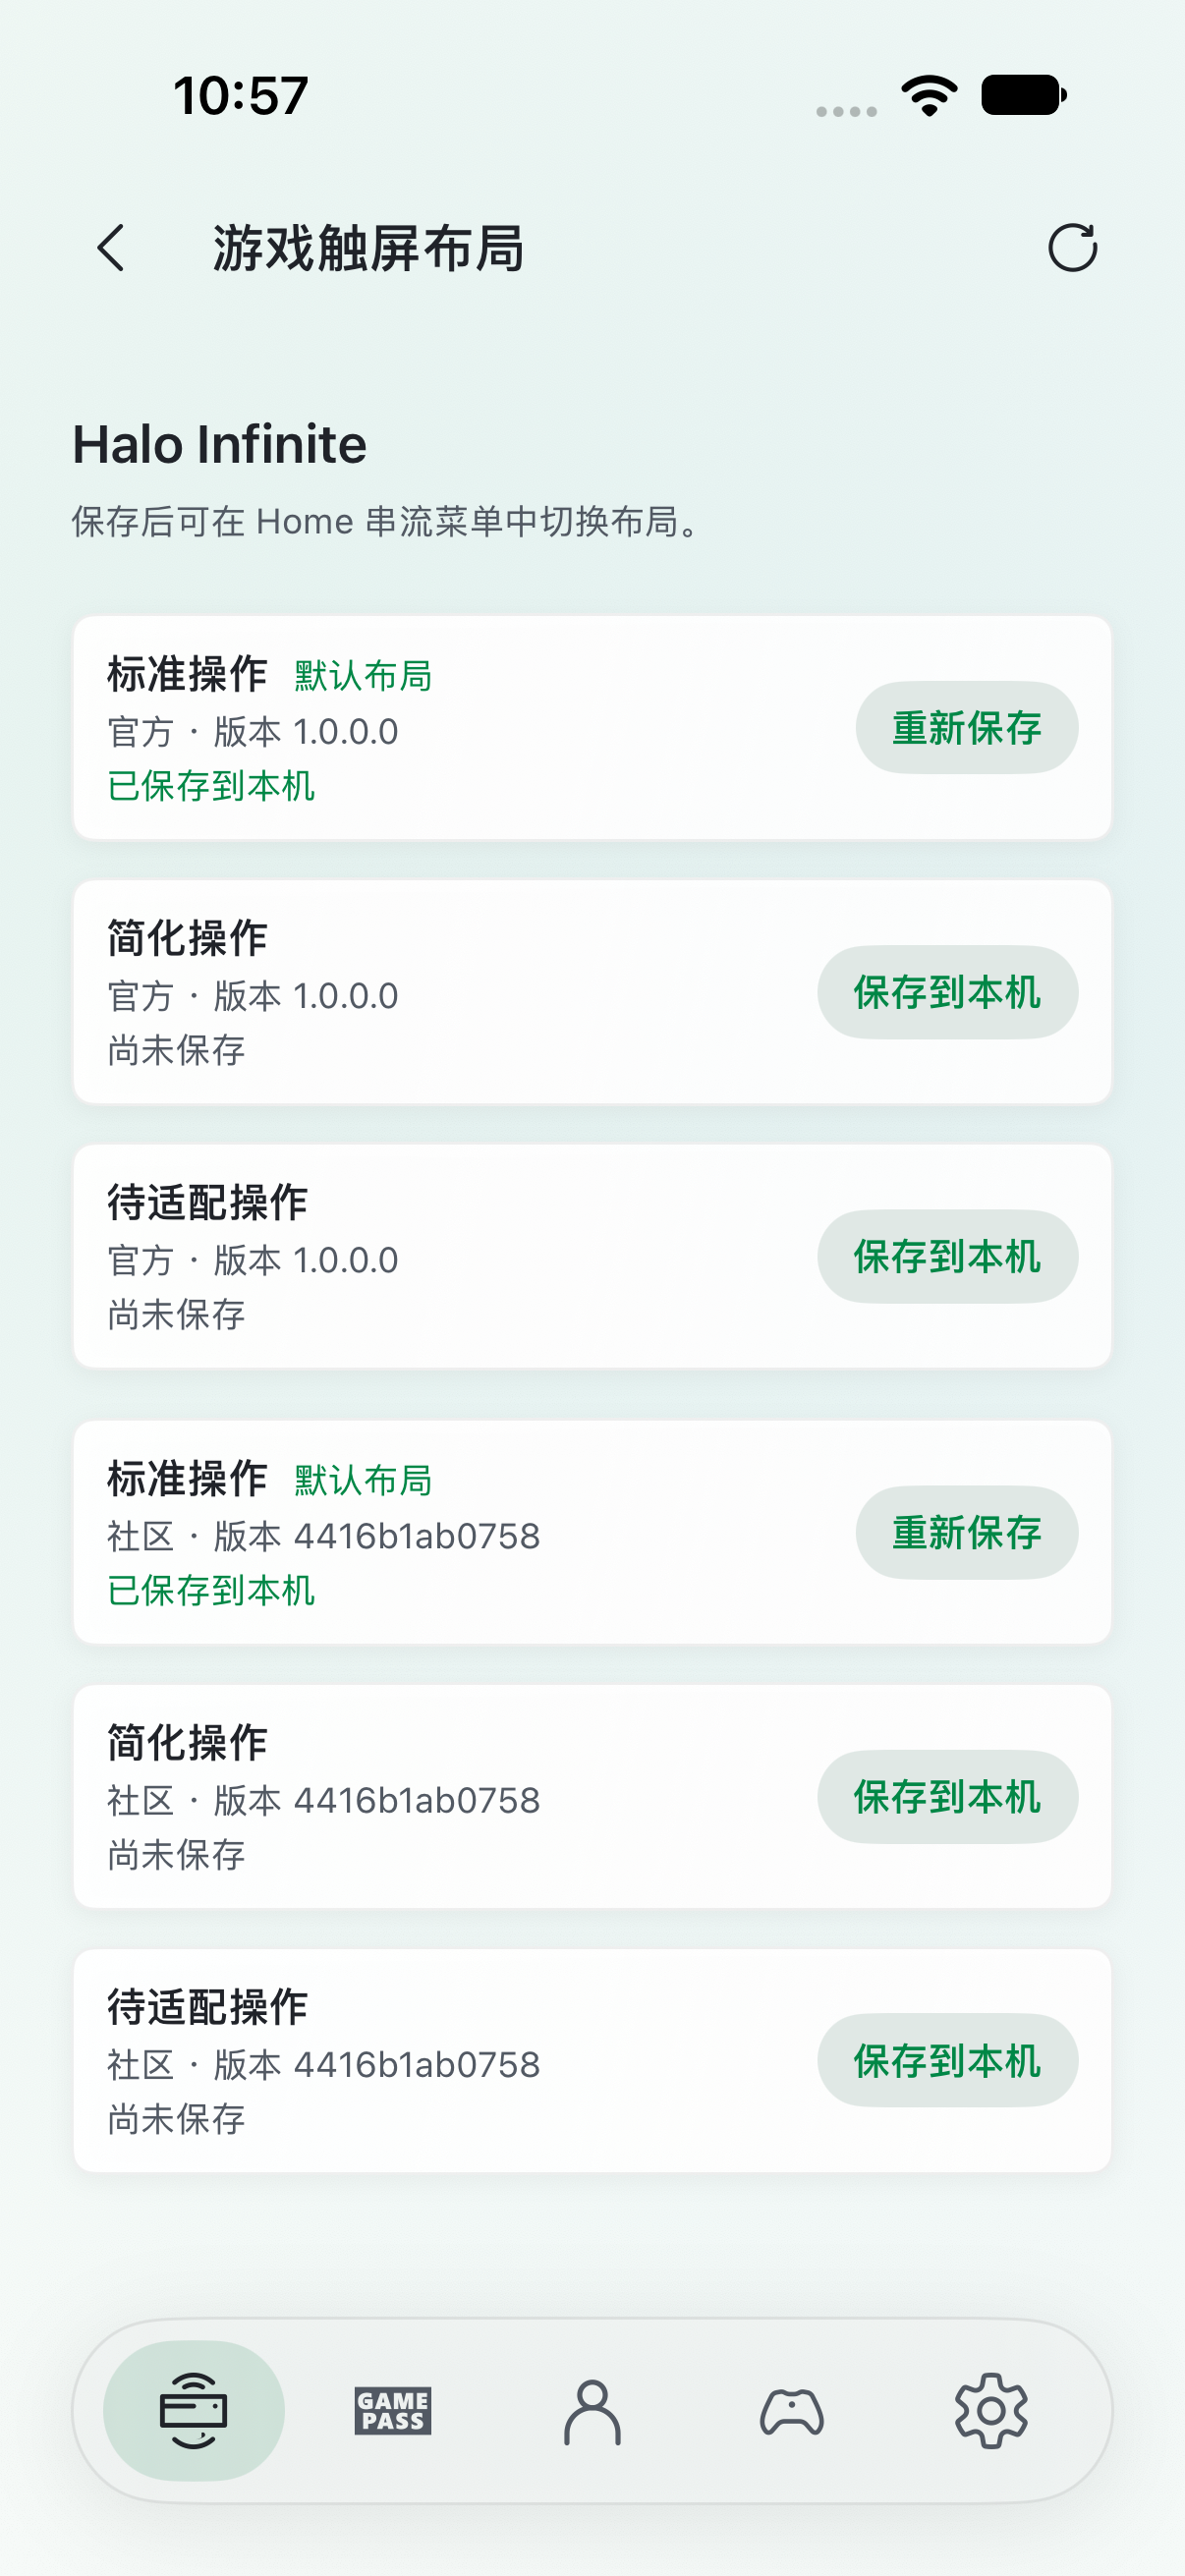 10:57
游戏触屏布局
Halo Infinite
保存后可在 Home 串流菜单中切换布局。
标准操作 默认布局
官方 · 版本 1.0.0.0
已保存到本机
重新保存
简化操作
官方 · 版本 1.0.0.0
尚未保存
保存到本机
待适配操作
官方 · 版本 1.0.0.0
尚未保存
保存到本机
标准操作 默认布局
社区 · 版本 4416b1ab0758
已保存到本机
重新保存
简化操作
社区 · 版本 4416b1ab0758
尚未保存
保存到本机
待适配操作
社区 · 版本 4416b1ab0758
尚未保存
保存到本机
GAME
PASS